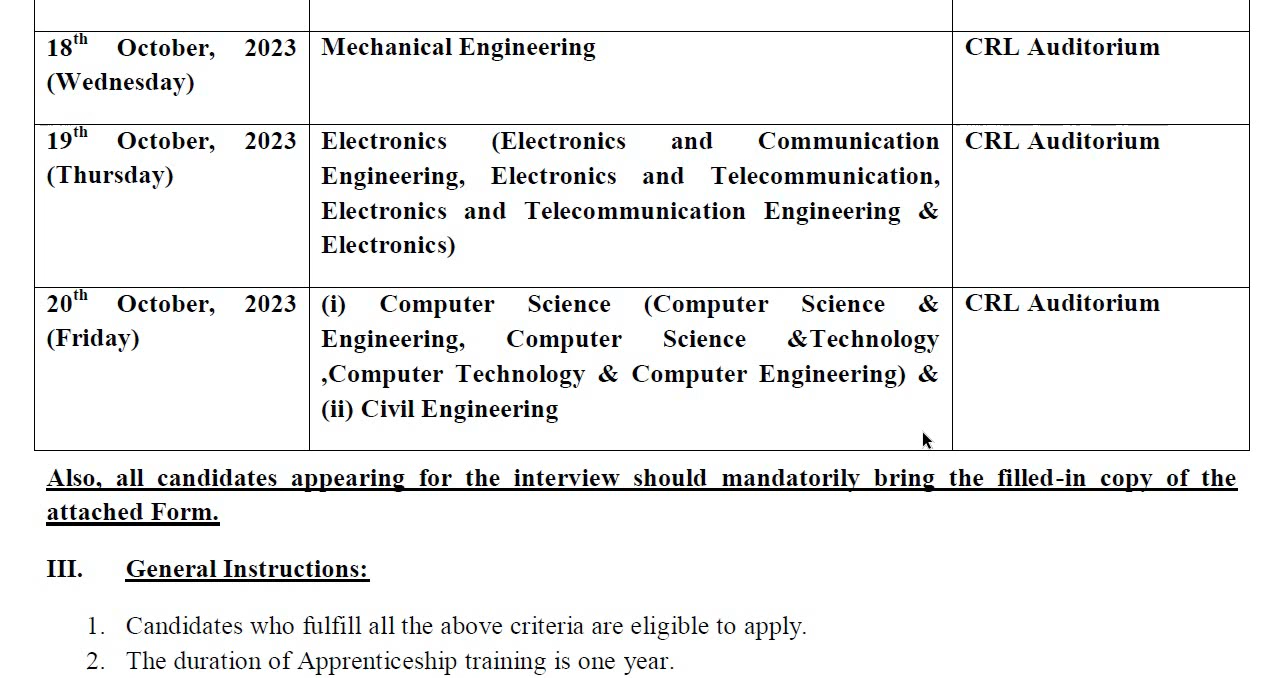 18th October, 2023 Mechanical Engineering CRL Auditorium
(Wednesday)
19th October, 2023 Electronics (Electronics and Communication CRL Auditorium
(Thursday) Engineering, Electronics and Telecommunication,
Electronics and Telecommunication Engineering &
Electronics)
20th October, 2023 (i) Computer Science (Computer Science & CRL Auditorium
(Friday) Engineering, Computer Science &Technology
,Computer Technology & Computer Engineering) &
(ii) Civil Engineering
Also, all candidates appearing for the interview should mandatorily bring the filled-in copy of the
attached Form.
III. General Instructions:
1. Candidates who fulfill all the above criteria are eligible to apply.
2. The duration of Apprenticeship training is one year.